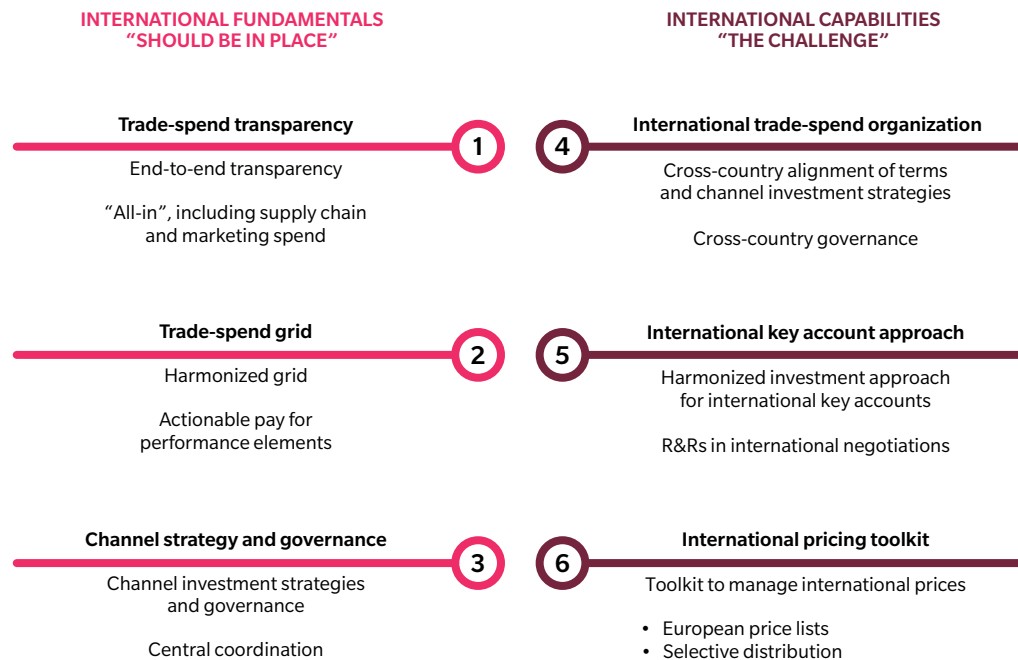 INTERNATIONAL FUNDAMENTALS
“SHOULD BE IN PLACE”
Trade-spend transparency
1
End-to-end transparency
“All-in”, including supply chain
and marketing spend
Trade-spend grid
2
Harmonized grid
Actionable pay for
performance elements
Channel strategy and governance
3
Channel investment strategies
and governance
Central coordination
INTERNATIONAL CAPABILITIES
“THE CHALLENGE”
4
International trade-spend organization
Cross-country alignment of terms
and channel investment strategies
Cross-country governance
5
International key account approach
Harmonized investment approach
for international key accounts
R&Rs in international negotiations
6
International pricing toolkit
Toolkit to manage international prices
• European price lists
• Selective distribution